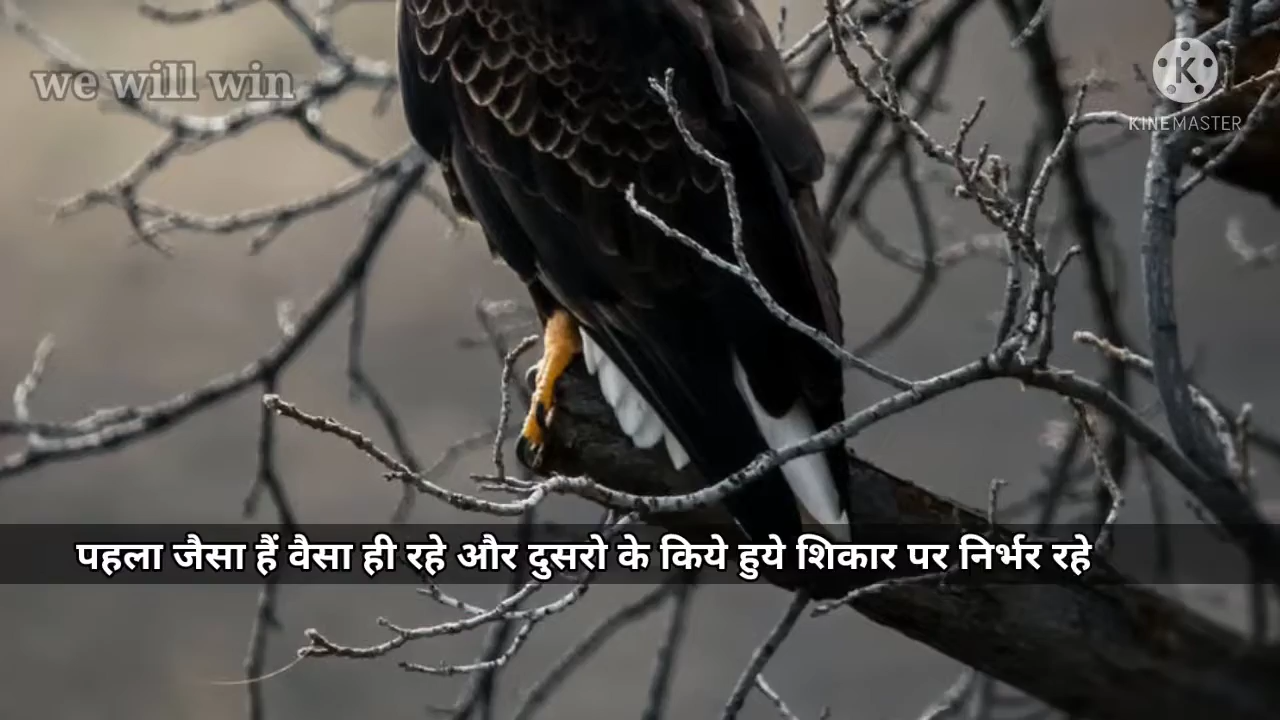 we will win
K
KINEMASTER
पहला जैसा हैं वैसा ही रहे और दुसरो के किये हुये शिकार पर निर्भर रहे